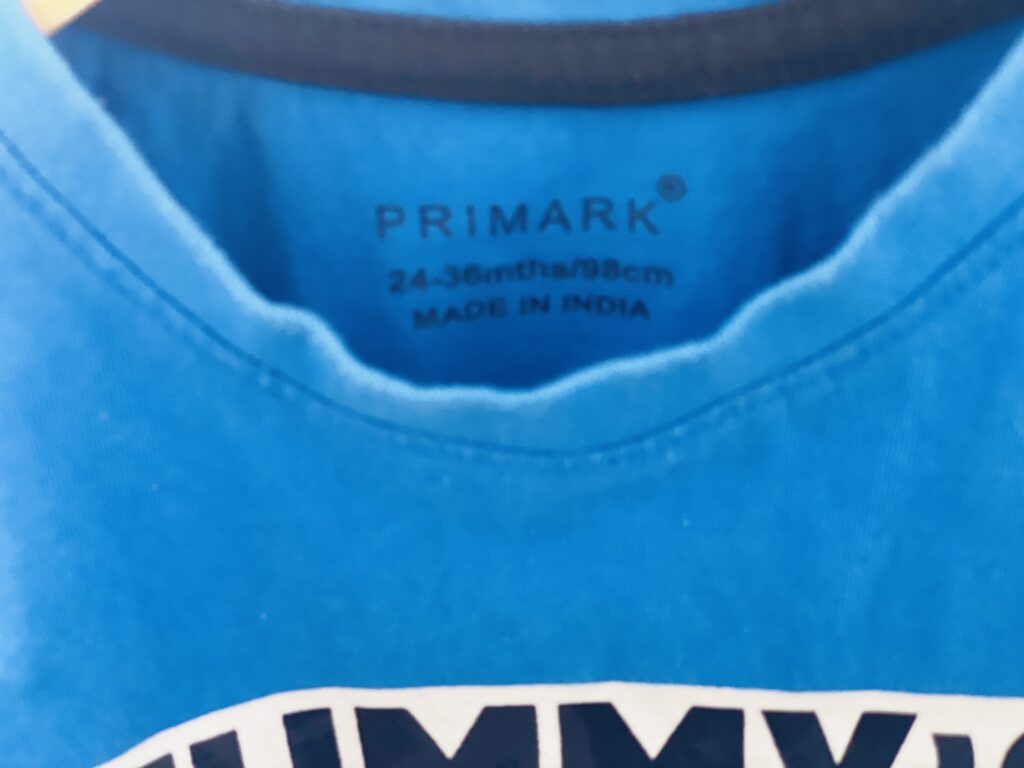 PRIMARK®
24-36mths/98cm
MADE IN INDIA